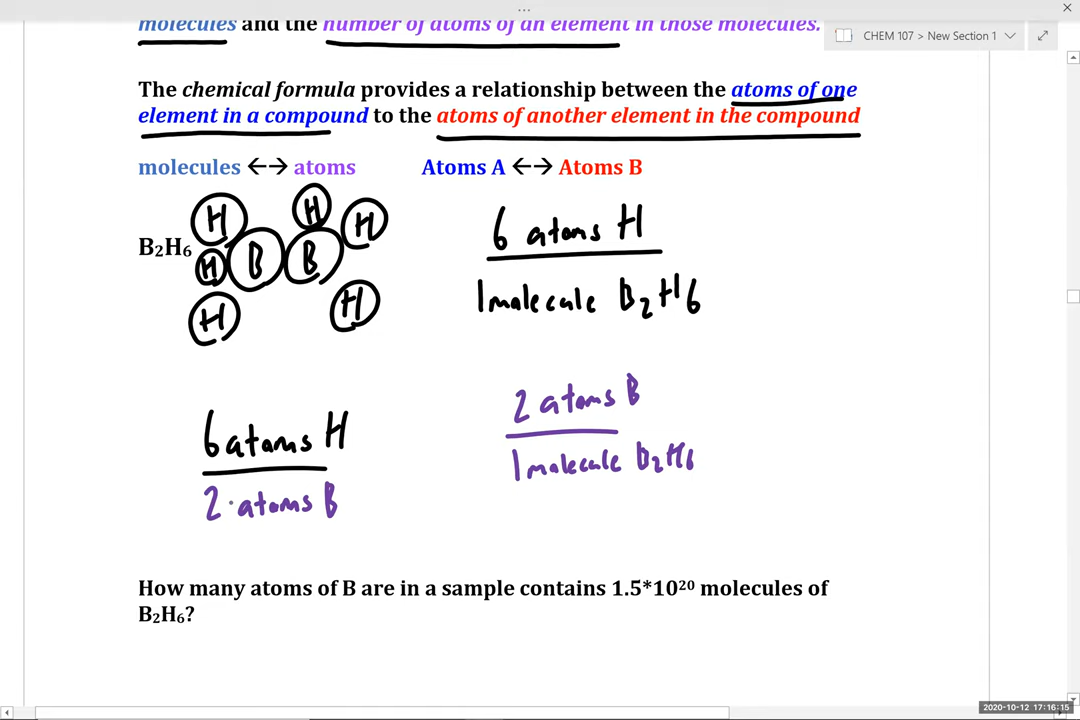 molecules and the number of atoms of an element in those molecules.
CHEM 107 > New Section 1
The chemical formula provides a relationship between the atoms of one
element in a compound to the atoms of another element in the compound
molecules ←→ atoms Atoms A ←→ Atoms B
H H H
B₂H₆ H B B
H H
6 atoms H
1 molecule B₂H6
6 atoms H
2 atoms B
2 atoms B
1 molecule B₂H6
How many atoms of B are in a sample contains 1.5*10²⁰ molecules of
B₂H₆?
2020-10-12 17:16:15